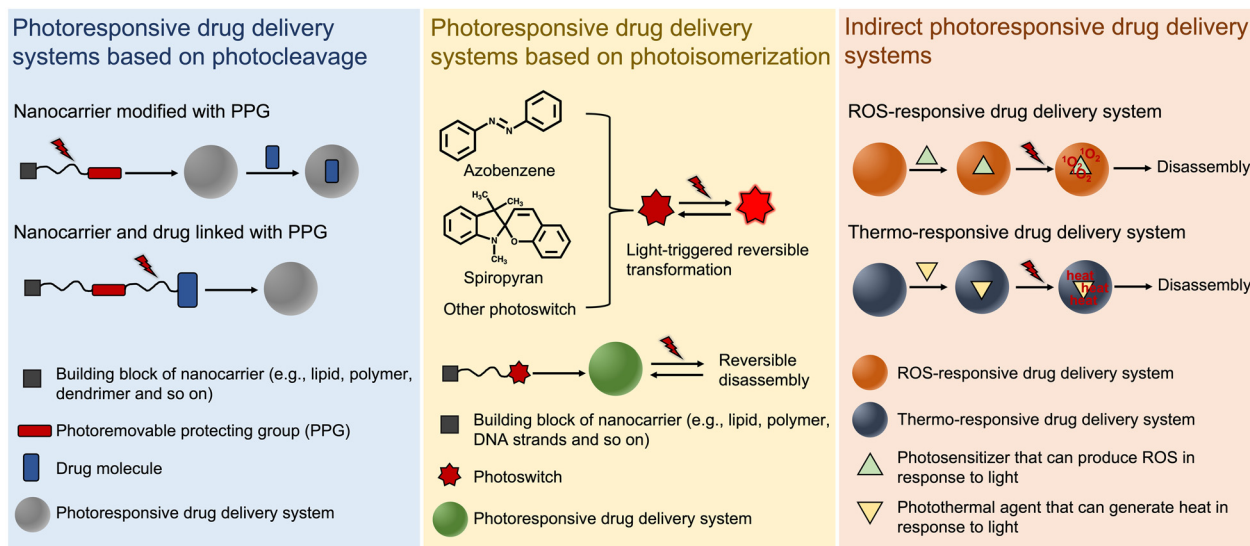 Photoresponsive drug delivery
systems based on photocleavage
Nanocarrier modified with PPG
Nanocarrier and drug linked with PPG
Building block of nanocarrier (e.g., lipid, polymer,
dendrimer and so on)
Photoremovable protecting group (PPG)
Drug molecule
Photoresponsive drug delivery system
Photoresponsive drug delivery
systems based on photoisomerization
N
N
Azobenzene
H₃C
CH₃
N
O
CH₃
Spiropyran
Other photoswitch
Light-triggered reversible
transformation
Reversible
disassembly
Building block of nanocarrier (e.g., lipid, polymer,
DNA strands and so on)
Photoswitch
Photoresponsive drug delivery system
Indirect photoresponsive drug delivery
systems
ROS-responsive drug delivery system
¹O₂
¹O₂
¹O₂
Disassembly
Thermo-responsive drug delivery system
heat
heat
heat
Disassembly
ROS-responsive drug delivery system
Thermo-responsive drug delivery system
Photosensitizer that can produce ROS in
response to light
Photothermal agent that can generate heat in
response to light